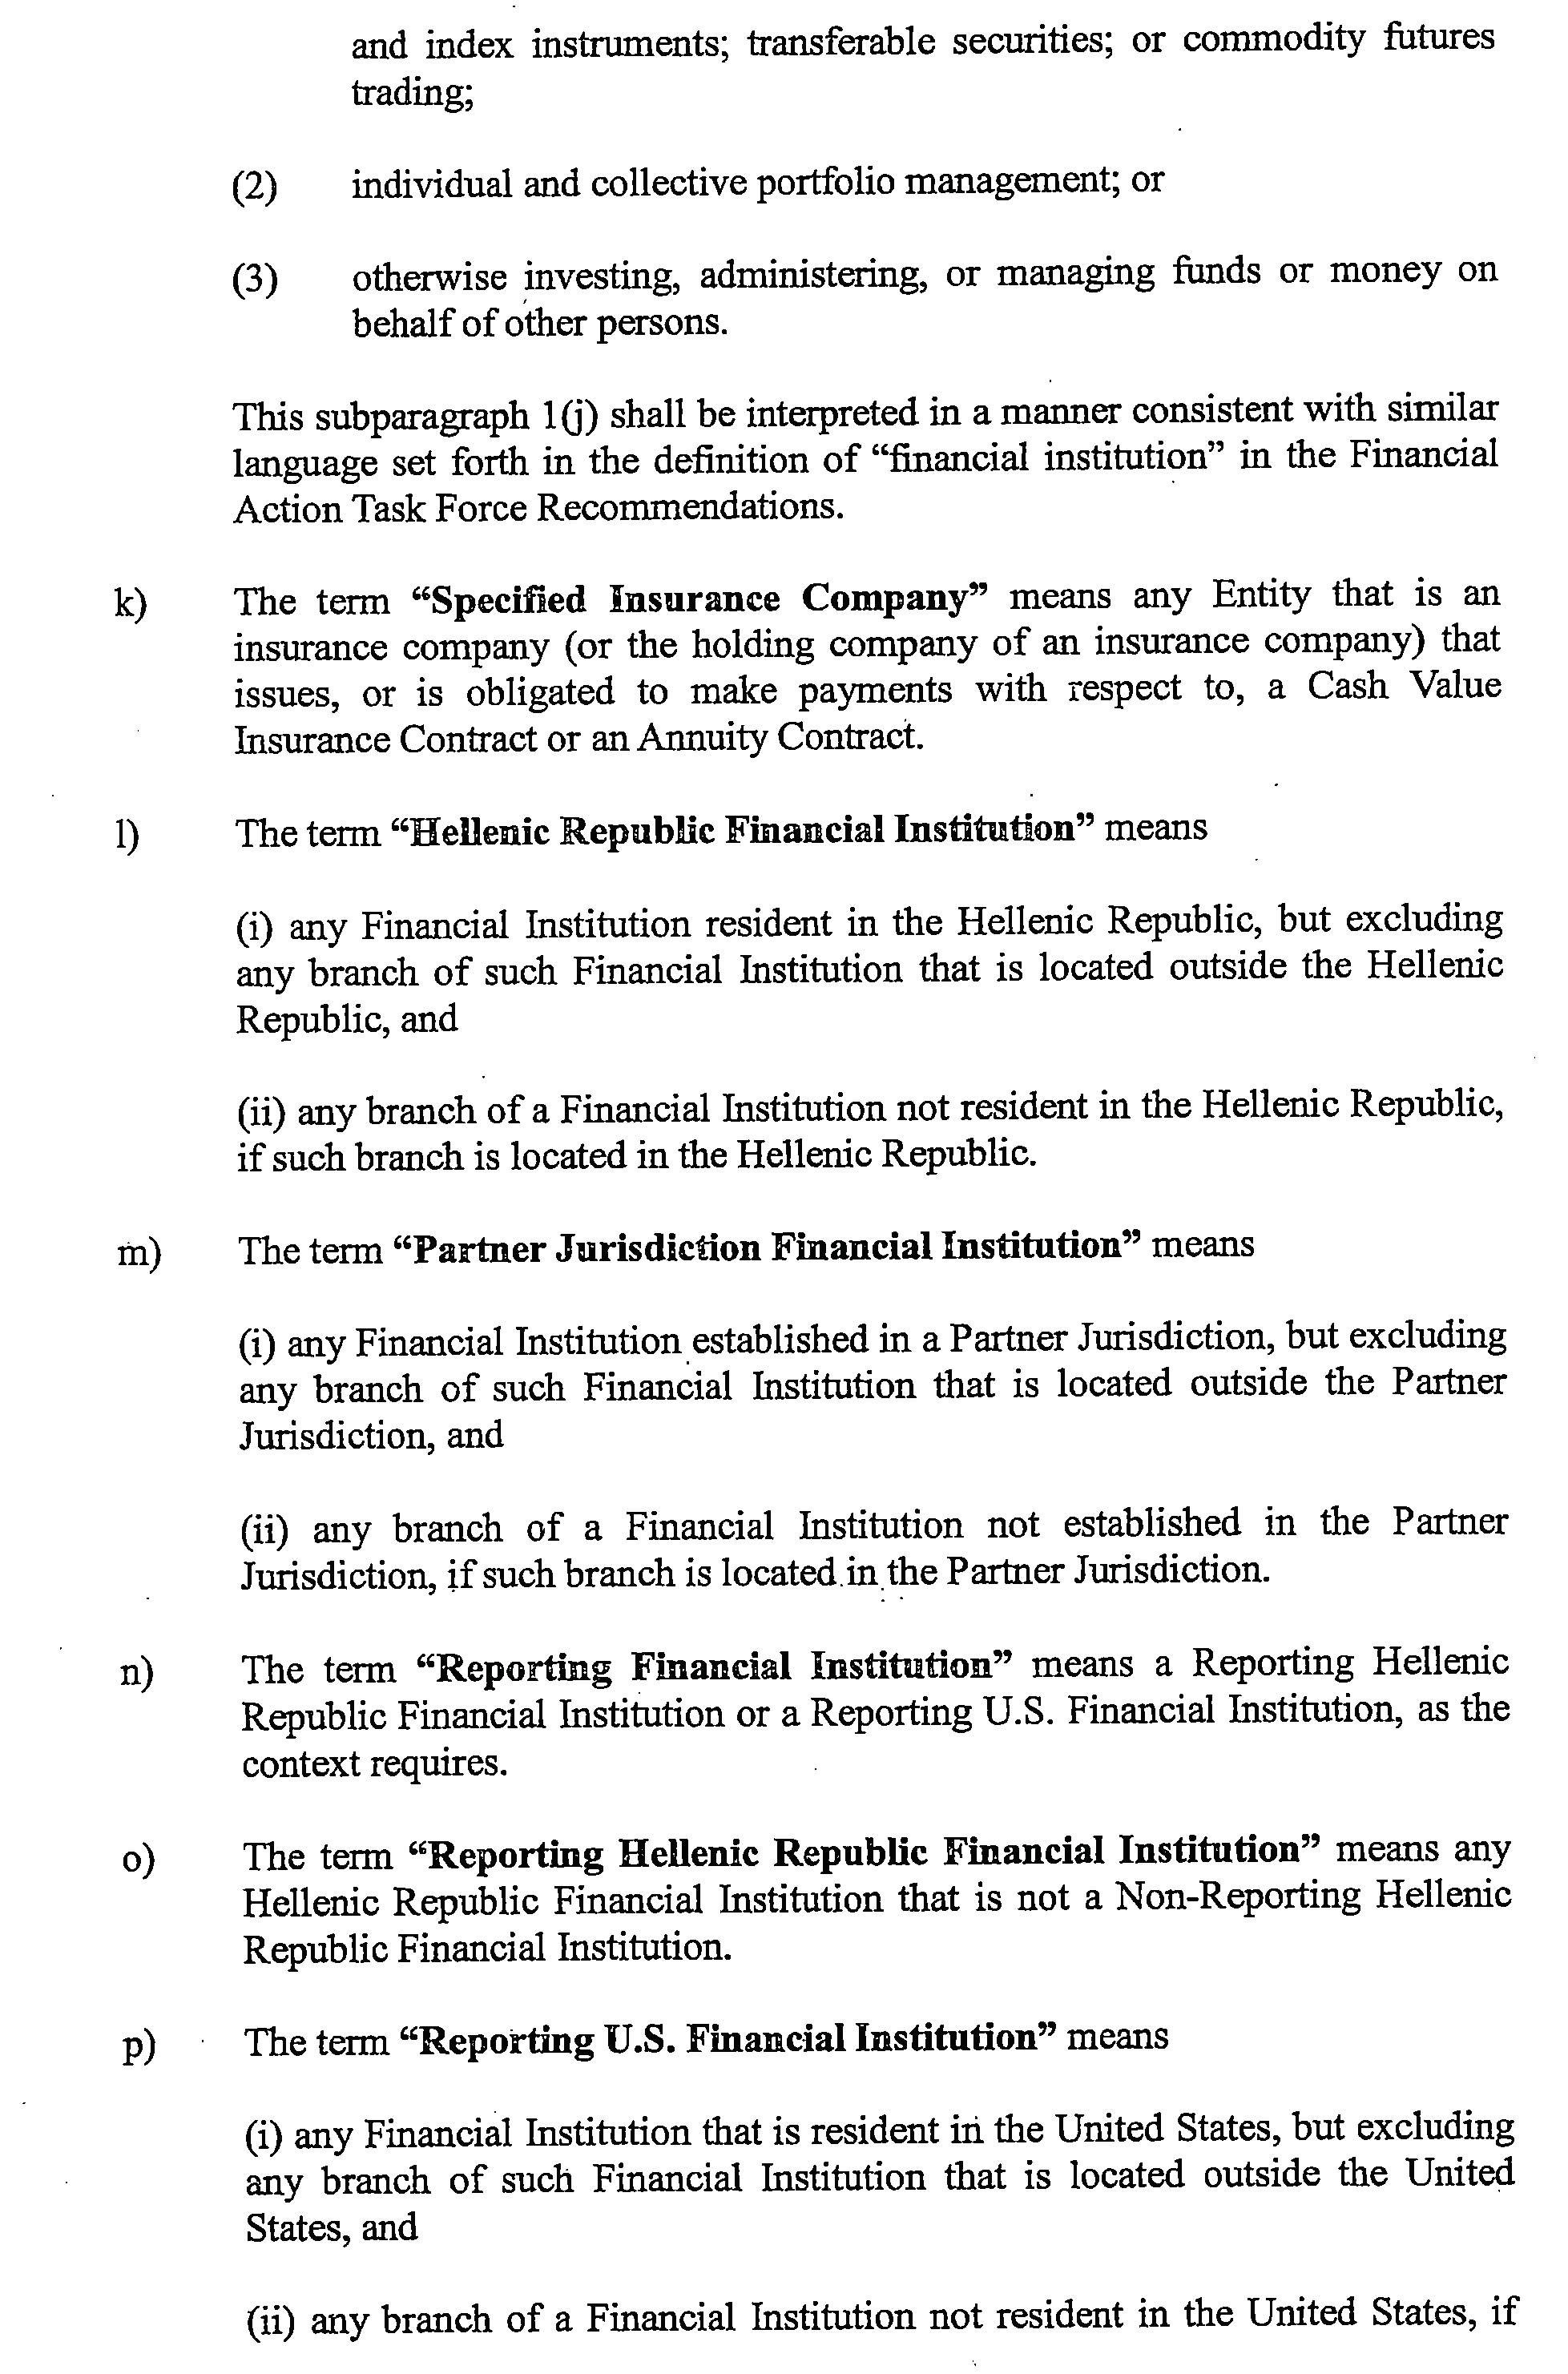 and index instruments; transferable securities; or commodity futures
trading;
(2) individual and collective portfolio management; or
(3) otherwise investing, administering, or managing funds or money on
behalf of other persons.
This subparagraph 1(j) shall be interpreted in a manner consistent with similar
language set forth in the definition of “financial institution” in the Financial
Action Task Force Recommendations.
k) The term “Specified Insurance Company” means any Entity that is an
insurance company (or the holding company of an insurance company) that
issues, or is obligated to make payments with respect to, a Cash Value
Insurance Contract or an Annuity Contract.
l) The term “Hellenic Republic Financial Institution” means
(i) any Financial Institution resident in the Hellenic Republic, but excluding
any branch of such Financial Institution that is located outside the Hellenic
Republic, and
(ii) any branch of a Financial Institution not resident in the Hellenic Republic,
if such branch is located in the Hellenic Republic.
m) The term “Partner Jurisdiction Financial Institution” means
(i) any Financial Institution established in a Partner Jurisdiction, but excluding
any branch of such Financial Institution that is located outside the Partner
Jurisdiction, and
(ii) any branch of a Financial Institution not established in the Partner
Jurisdiction, if such branch is located in the Partner Jurisdiction.
n) The term “Reporting Financial Institution” means a Reporting Hellenic
Republic Financial Institution or a Reporting U.S. Financial Institution, as the
context requires.
o) The term “Reporting Hellenic Republic Financial Institution” means any
Hellenic Republic Financial Institution that is not a Non-Reporting Hellenic
Republic Financial Institution.
p) The term “Reporting U.S. Financial Institution” means
(i) any Financial Institution that is resident in the United States, but excluding
any branch of such Financial Institution that is located outside the United
States, and
(ii) any branch of a Financial Institution not resident in the United States, if